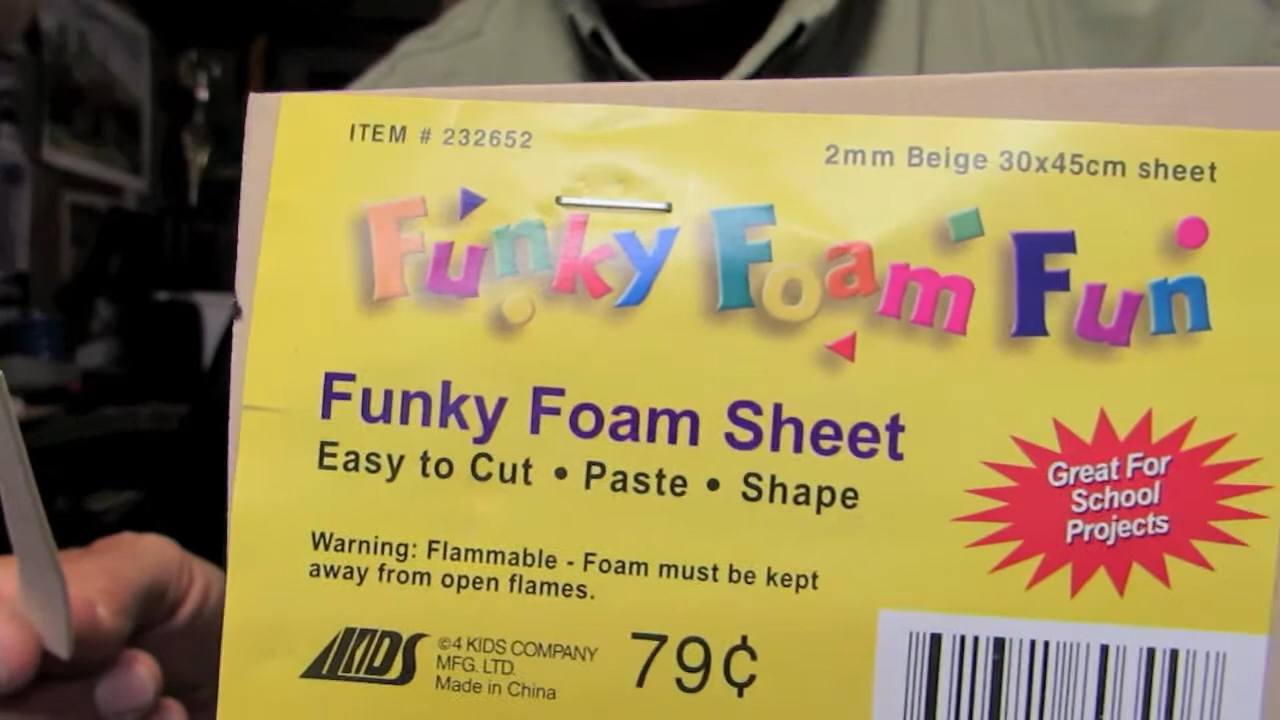 ITEM # 232652
2mm Beige 30x45cm sheet
Funky Foam Fun
Funky Foam Sheet
Easy to Cut • Paste • Shape
Great For
School
Projects
Warning: Flammable - Foam must be kept
away from open flames.
4KIDS
©4 KIDS COMPANY
MFG. LTD.
Made in China
79¢